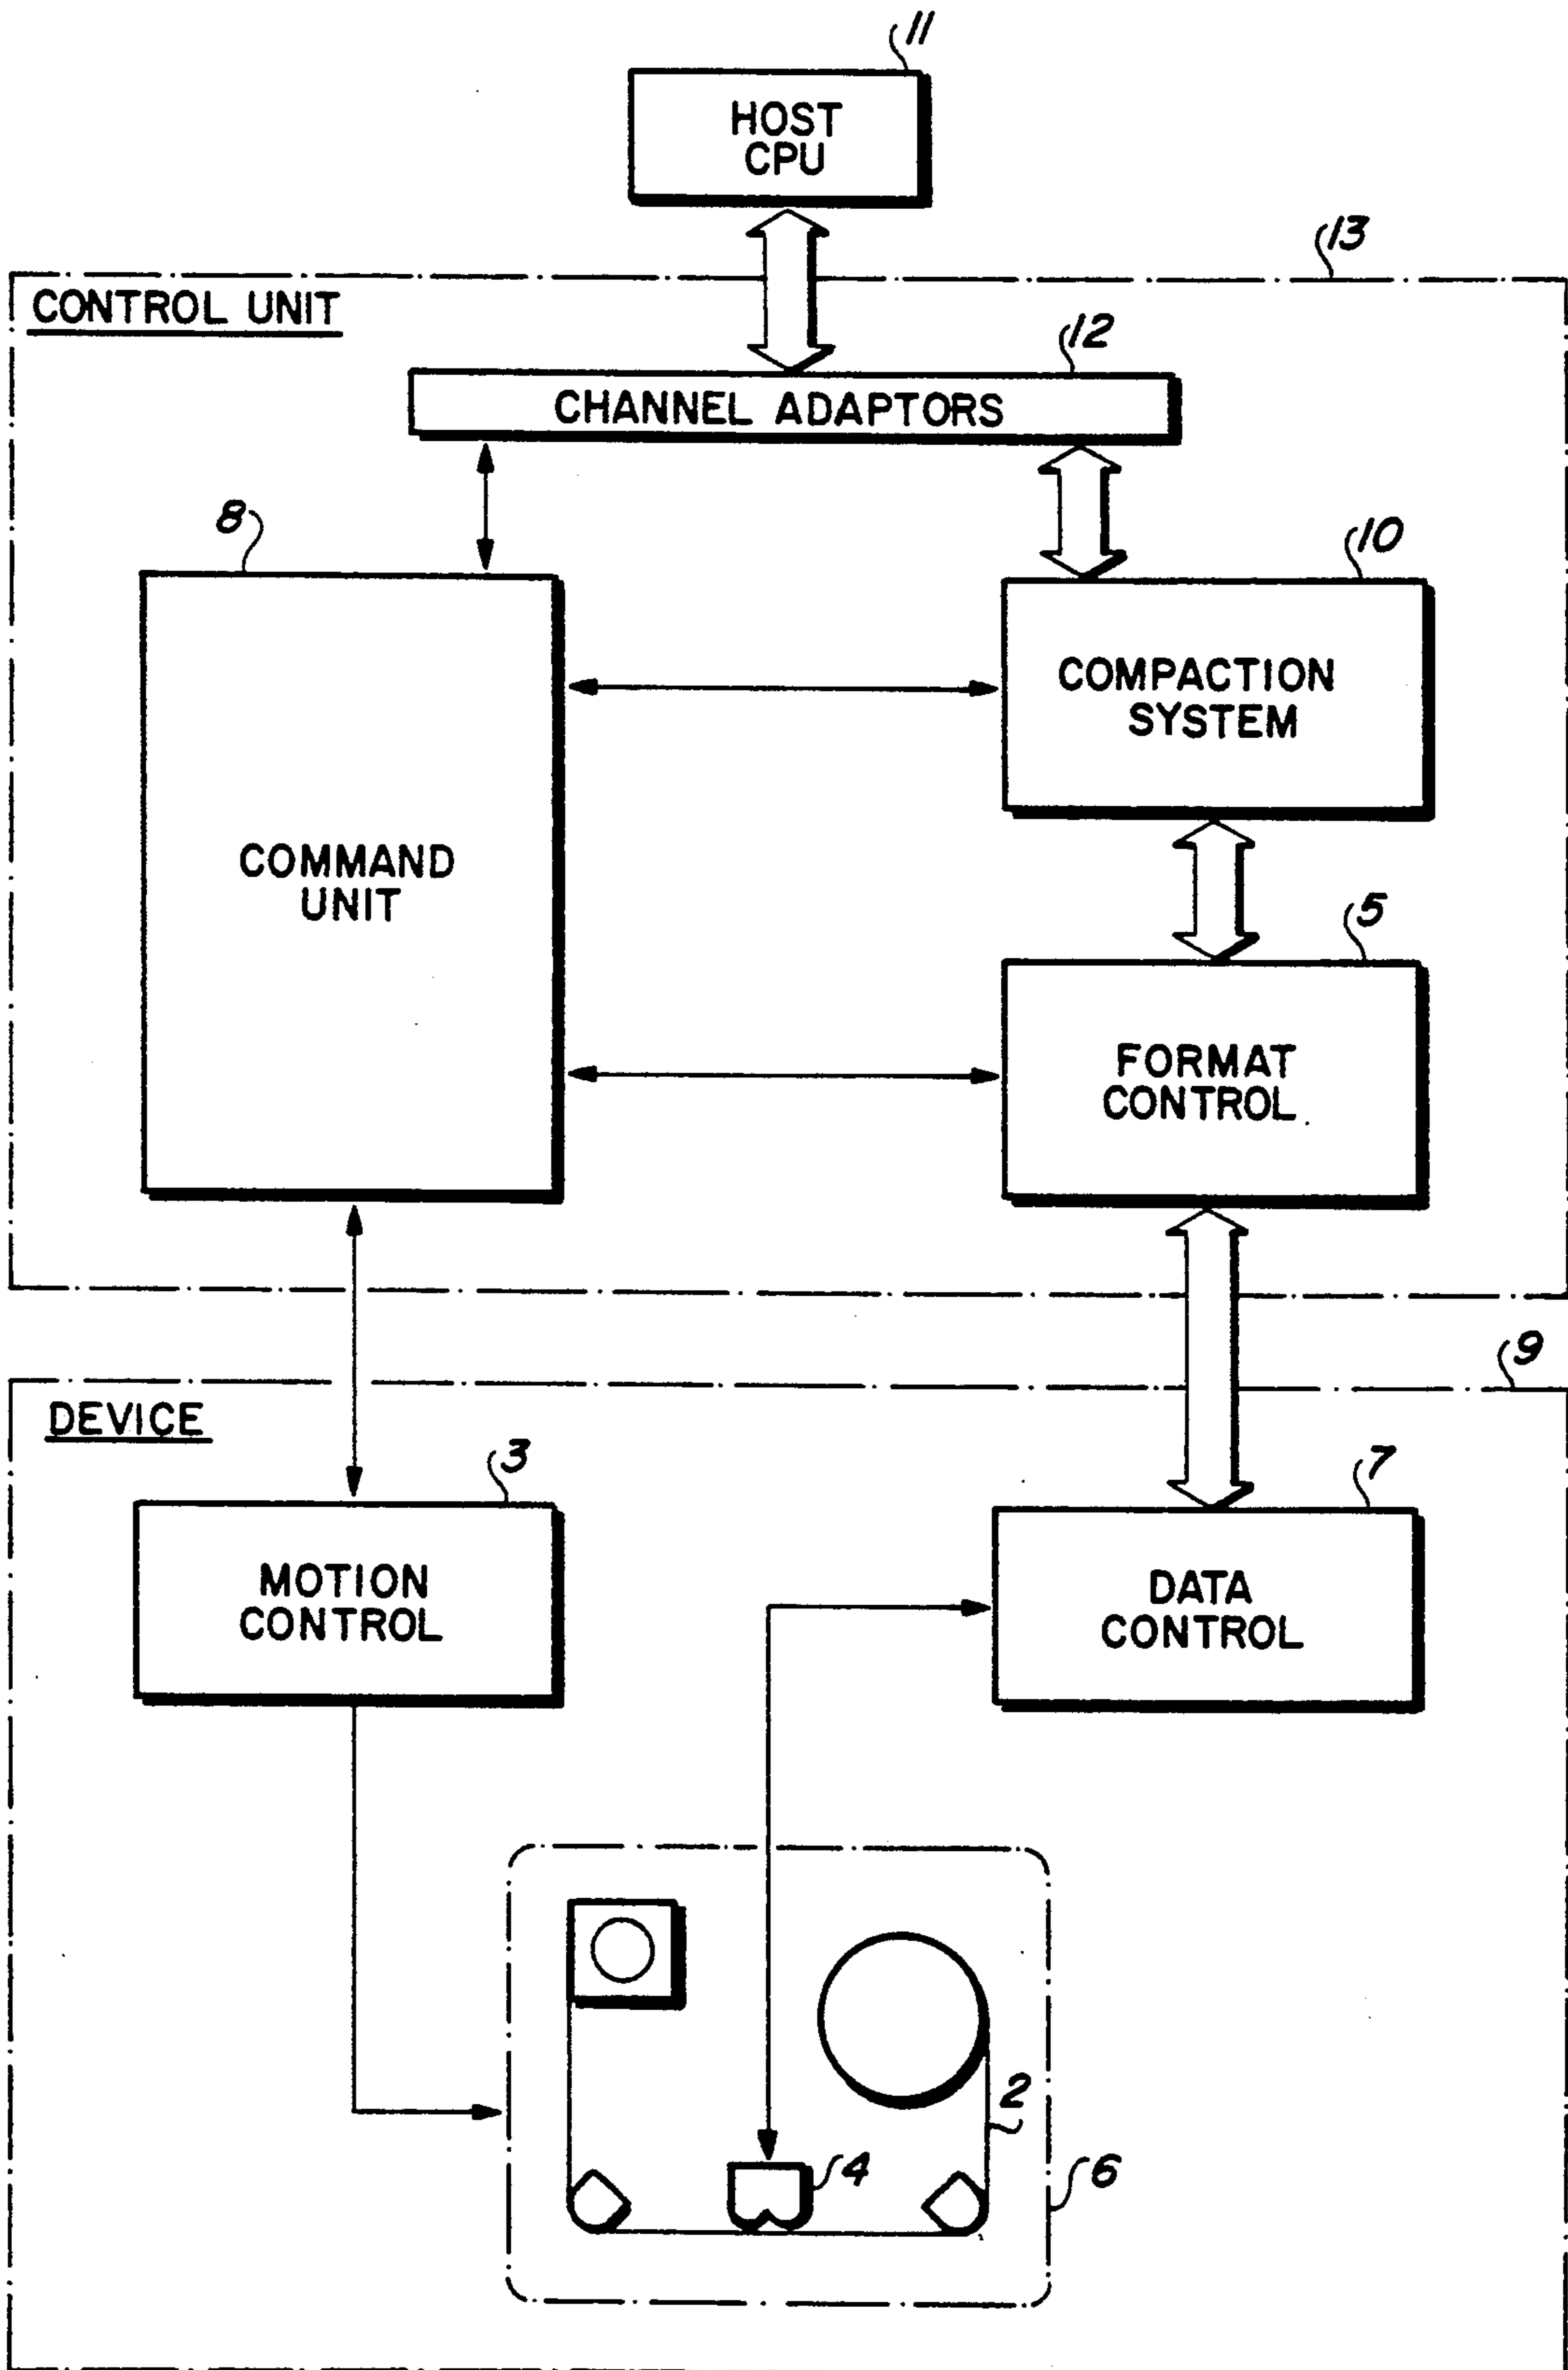 11
HOST
CPU
13
CONTROL UNIT
12
CHANNEL ADAPTORS
8
10
COMPACTION
SYSTEM
COMMAND
UNIT
5
FORMAT
CONTROL
9
DEVICE
3
7
MOTION
CONTROL
DATA
CONTROL
2
4
6